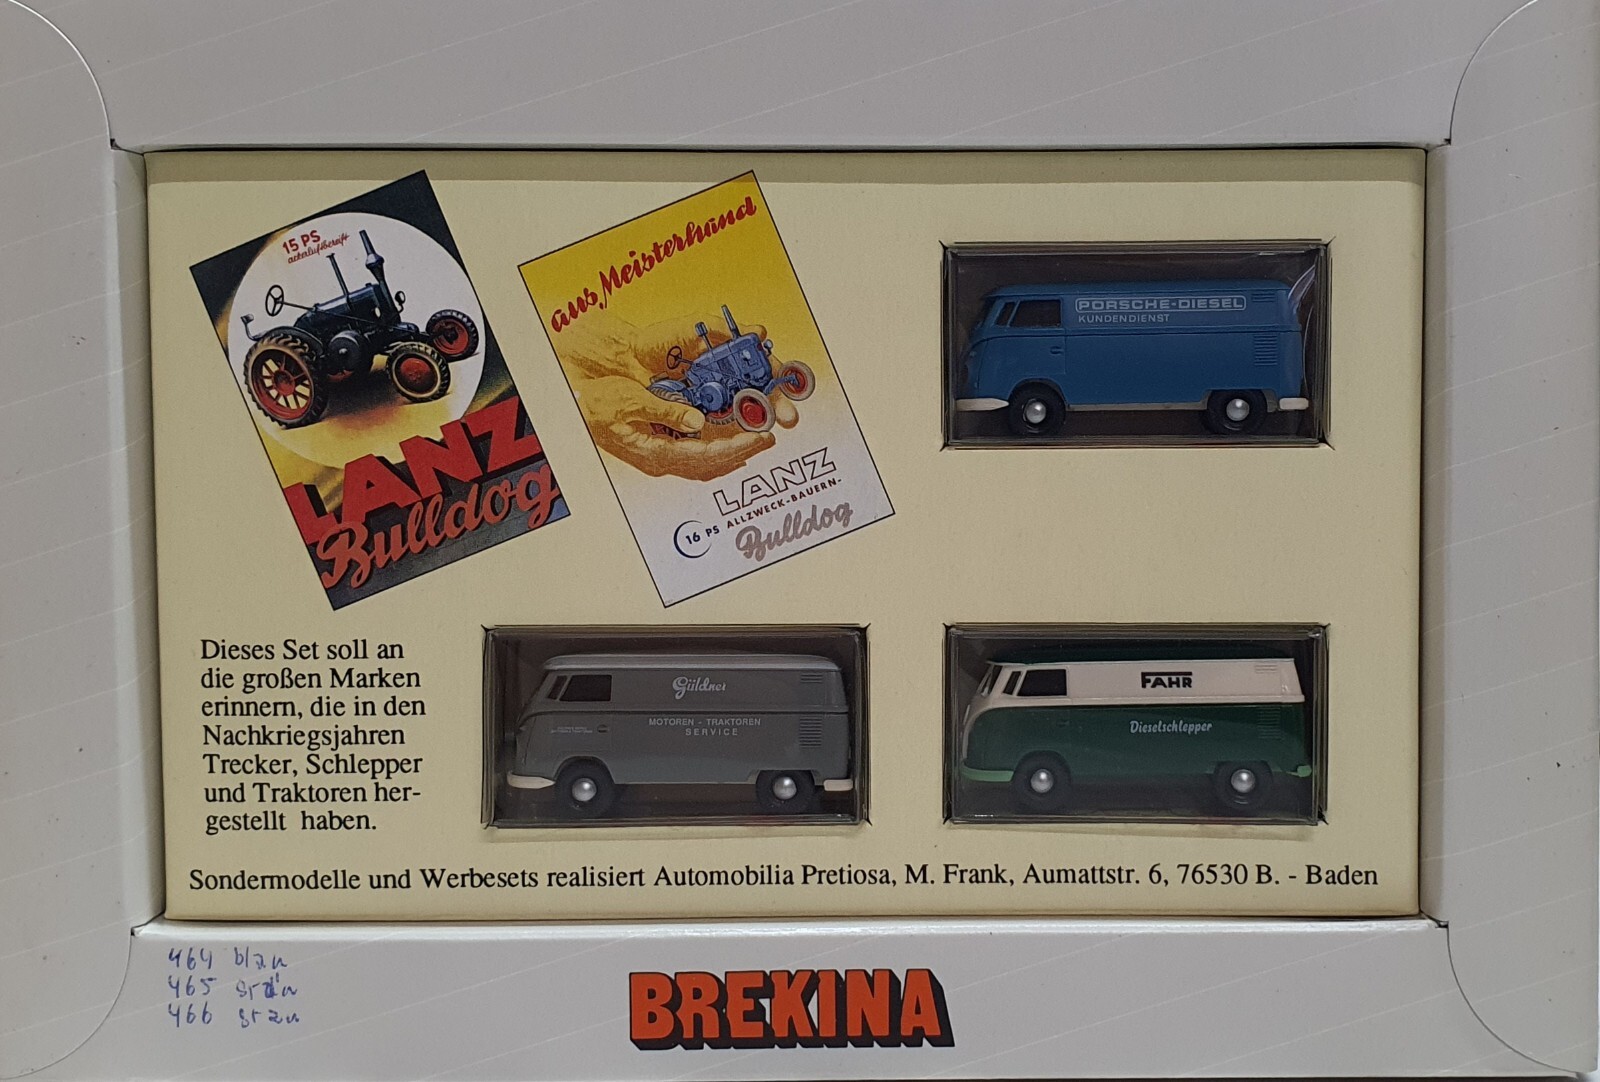 15 PS
ackerluftbereift
LANZ
Bulldog
aus Meisterhand
LANZ
ALLZWECK-BAUERN-
16 PS
Bulldog
PORSCHE-DIESEL
KUNDENDIENST
Dieses Set soll an
die großen Marken
erinnern, die in den
Nachkriegsjahren
Trecker, Schlepper
und Traktoren her-
gestellt haben.
Güldner
MOTOREN - TRAKTOREN
SERVICE
FAHR
Dieselschlepper
Sondermodelle und Werbesets realisiert Automobilia Pretiosa, M. Frank, Aumattstr. 6, 76530 B. - Baden
464 blau
465 grün
466 grau
BREKINA